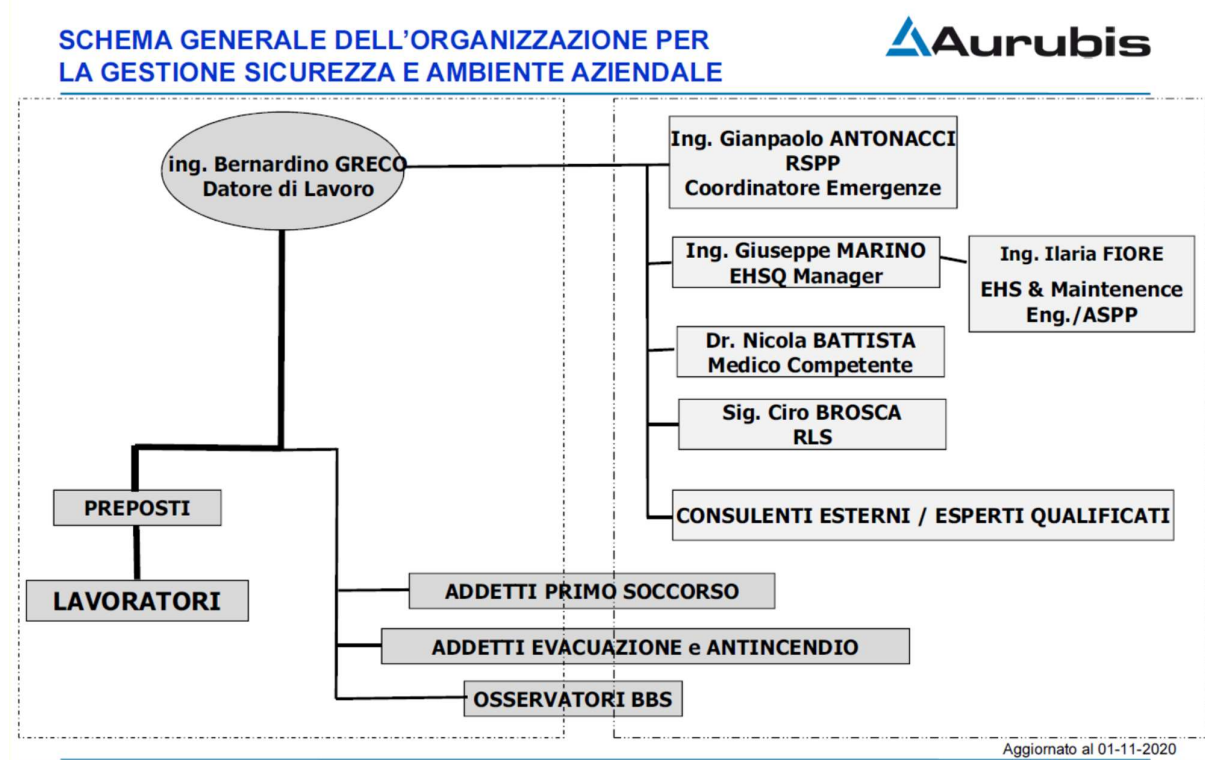 SCHEMA GENERALE DELL'ORGANIZZAZIONE PER
LA GESTIONE SICUREZZA E AMBIENTE AZIENDALE
Aurubis
ing. Bernardino GRECO
Datore di Lavoro
Ing. Gianpaolo ANTONACCI
RSPP
Coordinatore Emergenze
Ing. Giuseppe MARINO
EHSQ Manager
Ing. Ilaria FIORE
EHS & Maintenence
Eng./ASPP
Dr. Nicola BATTISTA
Medico Competente
Sig. Ciro BROSCA
RLS
CONSULENTI ESTERNI / ESPERTI QUALIFICATI
PREPOSTI
LAVORATORI
ADDETTI PRIMO SOCCORSO
ADDETTI EVACUAZIONE e ANTINCENDIO
OSSERVATORI BBS
Aggiornato al 01-11-2020